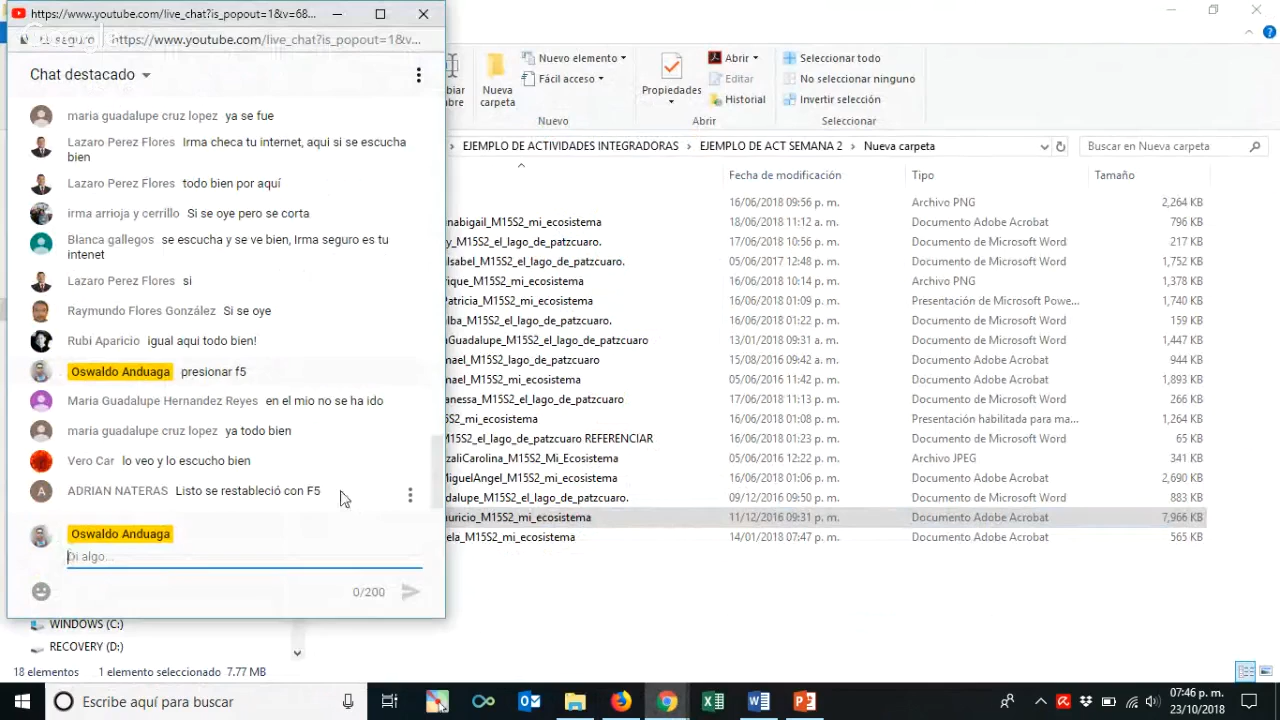 https://www.youtube.com/live_chat?is_popout=1&v=68...
https://www.youtube.com/live_chat?is_popout=1&v...
Chat destacado
maria guadalupe cruz lopez ya se fue
Lazaro Perez Flores Irma checa tu internet, aqui si se escucha
bien
Lazaro Perez Flores todo bien por aquí
irma arrioja y cerrillo Si se oye pero se corta
Blanca gallegos se escucha y se ve bien, Irma seguro es tu
intenet
Lazaro Perez Flores si
Raymundo Flores González Si se oye
Rubi Aparicio igual aqui todo bien!
Oswaldo Anduaga presionar f5
Maria Guadalupe Hernandez Reyes en el mio no se ha ido
maria guadalupe cruz lopez ya todo bien
Vero Car lo veo y lo escucho bien
A ADRIAN NATERAS Listo se restableció con F5
Oswaldo Anduaga
Di algo...
0/200
WINDOWS (C:)
RECOVERY (D:)
18 elementos 1 elemento seleccionado 7.77 MB
Nueva
carpeta
Nuevo elemento
Fácil acceso
Nuevo
Propiedades
Abrir
Editar
Historial
Abrir
Seleccionar todo
No seleccionar ninguno
Invertir selección
Seleccionar
EJEMPLO DE ACTIVIDADES INTEGRADORAS > EJEMPLO DE ACT SEMANA 2 > Nueva carpeta
Buscar en Nueva carpeta
Fecha de modificación Tipo Tamaño
16/06/2018 09:56 p. m. Archivo PNG 2,264 KB
nabigail_M15S2_mi_ecosistema 18/06/2018 11:12 a. m. Documento Adobe Acrobat 796 KB
y_M15S2_el_lago_de_patzcuaro. 17/06/2018 10:56 p. m. Documento de Microsoft Word 217 KB
lsabel_M15S2_el_lago_de_patzcuaro. 05/06/2017 12:48 p. m. Documento de Microsoft Word 1,752 KB
rique_M15S2_mi_ecosistema 16/06/2018 10:14 p. m. Archivo PNG 1,378 KB
Patricia_M15S2_mi_ecosistema 16/06/2018 01:09 p. m. Presentación de Microsoft Powe... 1,740 KB
lba_M15S2_el_lago_de_patzcuaro. 16/06/2018 01:22 p. m. Documento de Microsoft Word 159 KB
Guadalupe_M15S2_el_lago_de_patzcuaro 13/01/2018 09:31 p. m. Documento de Microsoft Word 1,447 KB
mael_M15S2_lago_de_patzcuaro 15/08/2016 09:42 a. m. Documento Adobe Acrobat 944 KB
mael_M15S2_mi_ecosistema 05/06/2016 11:42 p. m. Documento Adobe Acrobat 1,893 KB
anessa_M15S2_el_lago_de_patzcuaro 17/06/2018 11:13 p. m. Documento de Microsoft Word 226 KB
S2_mi_ecosistema 16/06/2018 01:08 p. m. Presentación habilitada para ma... 1,264 KB
M15S2_el_lago_de_patzcuaro REFERENCIAR 16/06/2018 01:23 p. m. Documento de Microsoft Word 65 KB
zaliCarolina_M15S2_Mi_Ecosistema 05/06/2016 11:50 p. m. Archivo JPEG 341 KB
MiguelAngel_M15S2_mi_ecosistema 16/06/2018 01:06 p. m. Documento Adobe Acrobat 2,690 KB
dalupe_M15S2_el_lago_de_patzcuaro. 09/12/2016 09:50 p. m. Documento de Microsoft Word 883 KB
uricio_M15S2_mi_ecosistema 11/12/2016 09:31 p. m. Documento Adobe Acrobat 7,966 KB
ela_M15S2_mi_ecosistema 14/01/2018 07:47 p. m. Documento Adobe Acrobat 565 KB
Escribe aquí para buscar
07:46 p. m.
23/10/2018